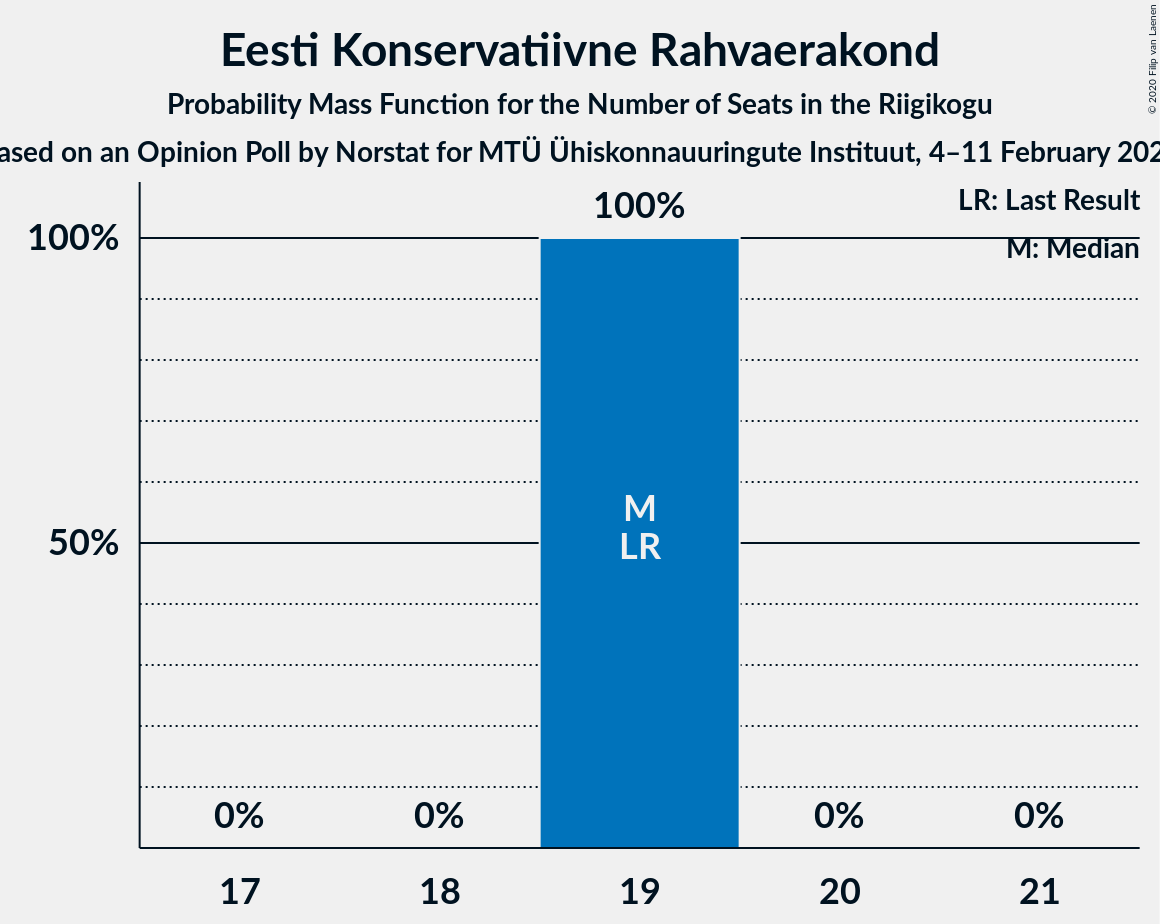 Eesti Konservatiivne Rahvaerakond
Probability Mass Function for the Number of Seats in the Riigikogu
ased on an Opinion Poll by Norstat for MTÜ Ühiskonnauuringute Instituut, 4–11 February 202
© 2020 Filip van Laenen
LR: Last Result
M: Median
100%
100%
50%
M
LR
0%
0%
0%
0%
17
18
19
20
21